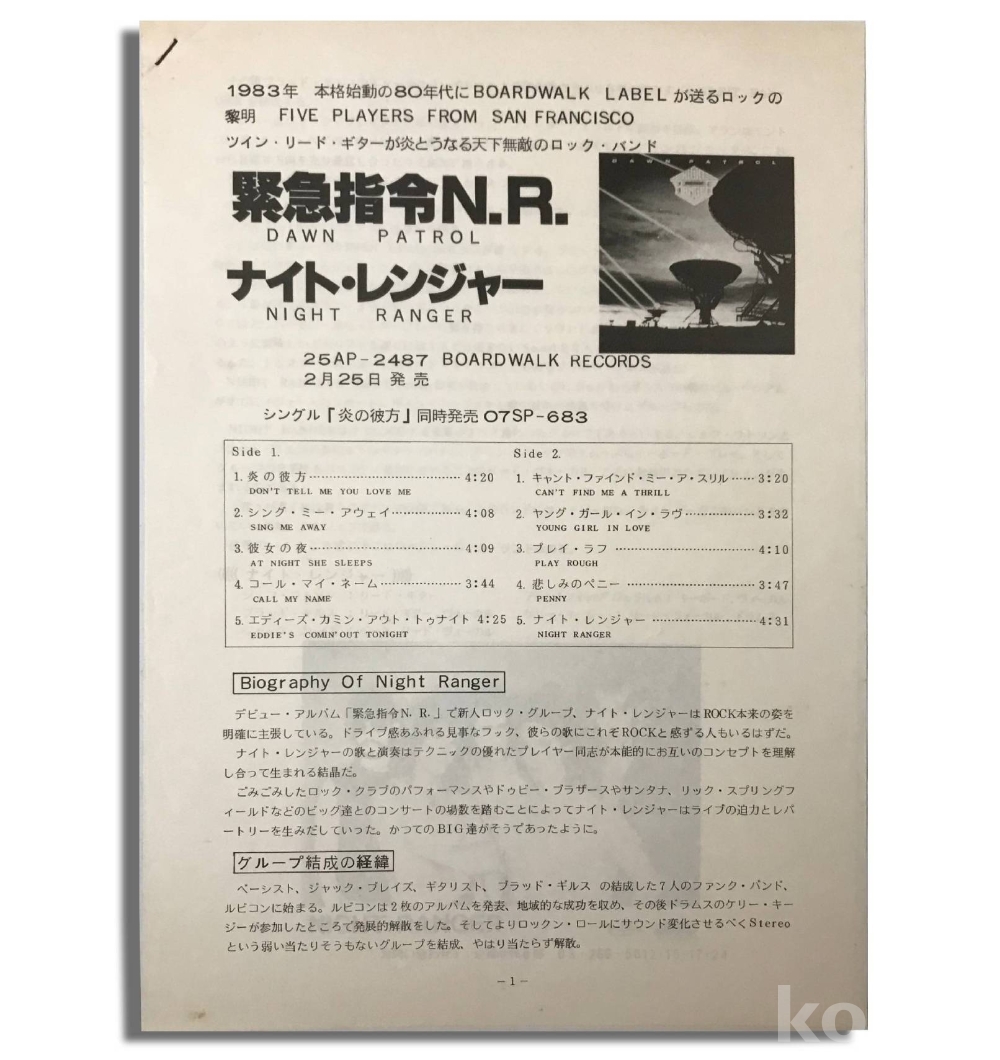 1983年 本格始動の80年代にBOARDWALK LABELが送るロックの
黎明 FIVE PLAYERS FROM SAN FRANCISCO
ツイン・リード・ギターが炎とうなる天下無敵のロック・バンド
DAWN PATROL
緊急指令N.R.
DAWN PATROL
ナイト・レンジャー
NIGHT RANGER
25AP-2487 BOARDWALK RECORDS
2月25日発売
シングル『炎の彼方』同時発売 07SP-683
Side 1.
1. 炎の彼方 4:20
DON'T TELL ME YOU LOVE ME
2. シング・ミー・アウェイ 4:08
SING ME AWAY
3. 彼女の夜 4:09
AT NIGHT SHE SLEEPS
4. コール・マイ・ネーム 3:44
CALL MY NAME
5. エディーズ・カミン・アウト・トゥナイト 4:25
EDDIE'S COMIN' OUT TONIGHT
Side 2.
1. キャント・ファインド・ミー・ア・スリル 3:20
CAN'T FIND ME A THRILL
2. ヤング・ガール・イン・ラヴ 3:32
YOUNG GIRL IN LOVE
3. プレイ・ラフ 4:10
PLAY ROUGH
4. 悲しみのペニー 3:47
PENNY
5. ナイト・レンジャー 4:31
NIGHT RANGER
Biography Of Night Ranger
デビュー・アルバム「緊急指令N. R.」で新人ロック・グループ、ナイト・レンジャーはROCK本来の姿を
明確に主張している。ドライブ感あふれる見事なフック、彼らの歌にこれぞROCKと感ずる人もいるはずだ。
ナイト・レンジャーの歌と演奏はテクニックの優れたプレイヤー同志が本能的にお互いのコンセプトを理解
し合って生まれる結晶だ。
ごみごみしたロック・クラブのパフォーマンスやドゥビー・ブラザースやサンタナ、リック・スプリングフ
ィールドなどのビッグ達とのコンサートの場数を踏むことによってナイト・レンジャーはライブの迫力とレパ
ートリーを生みだしていった。かつてのBIG達がそうであったように。
グループ結成の経緯
ベーシスト、ジャック・ブレイズ、ギタリスト、ブラッド・ギルスの結成した7人のファンク・バンド、
ルビコンに始まる。ルビコンは2枚のアルバムを発表、地域的な成功を収め、その後ドラムスのケリー・キー
ジーが参加したところで発展的解散をした。そしてよりロックン・ロールにサウンド変化させるべくStereo
という弱い当たりそうもないグループを結成、やはり当たらず解散。
-1-
ko